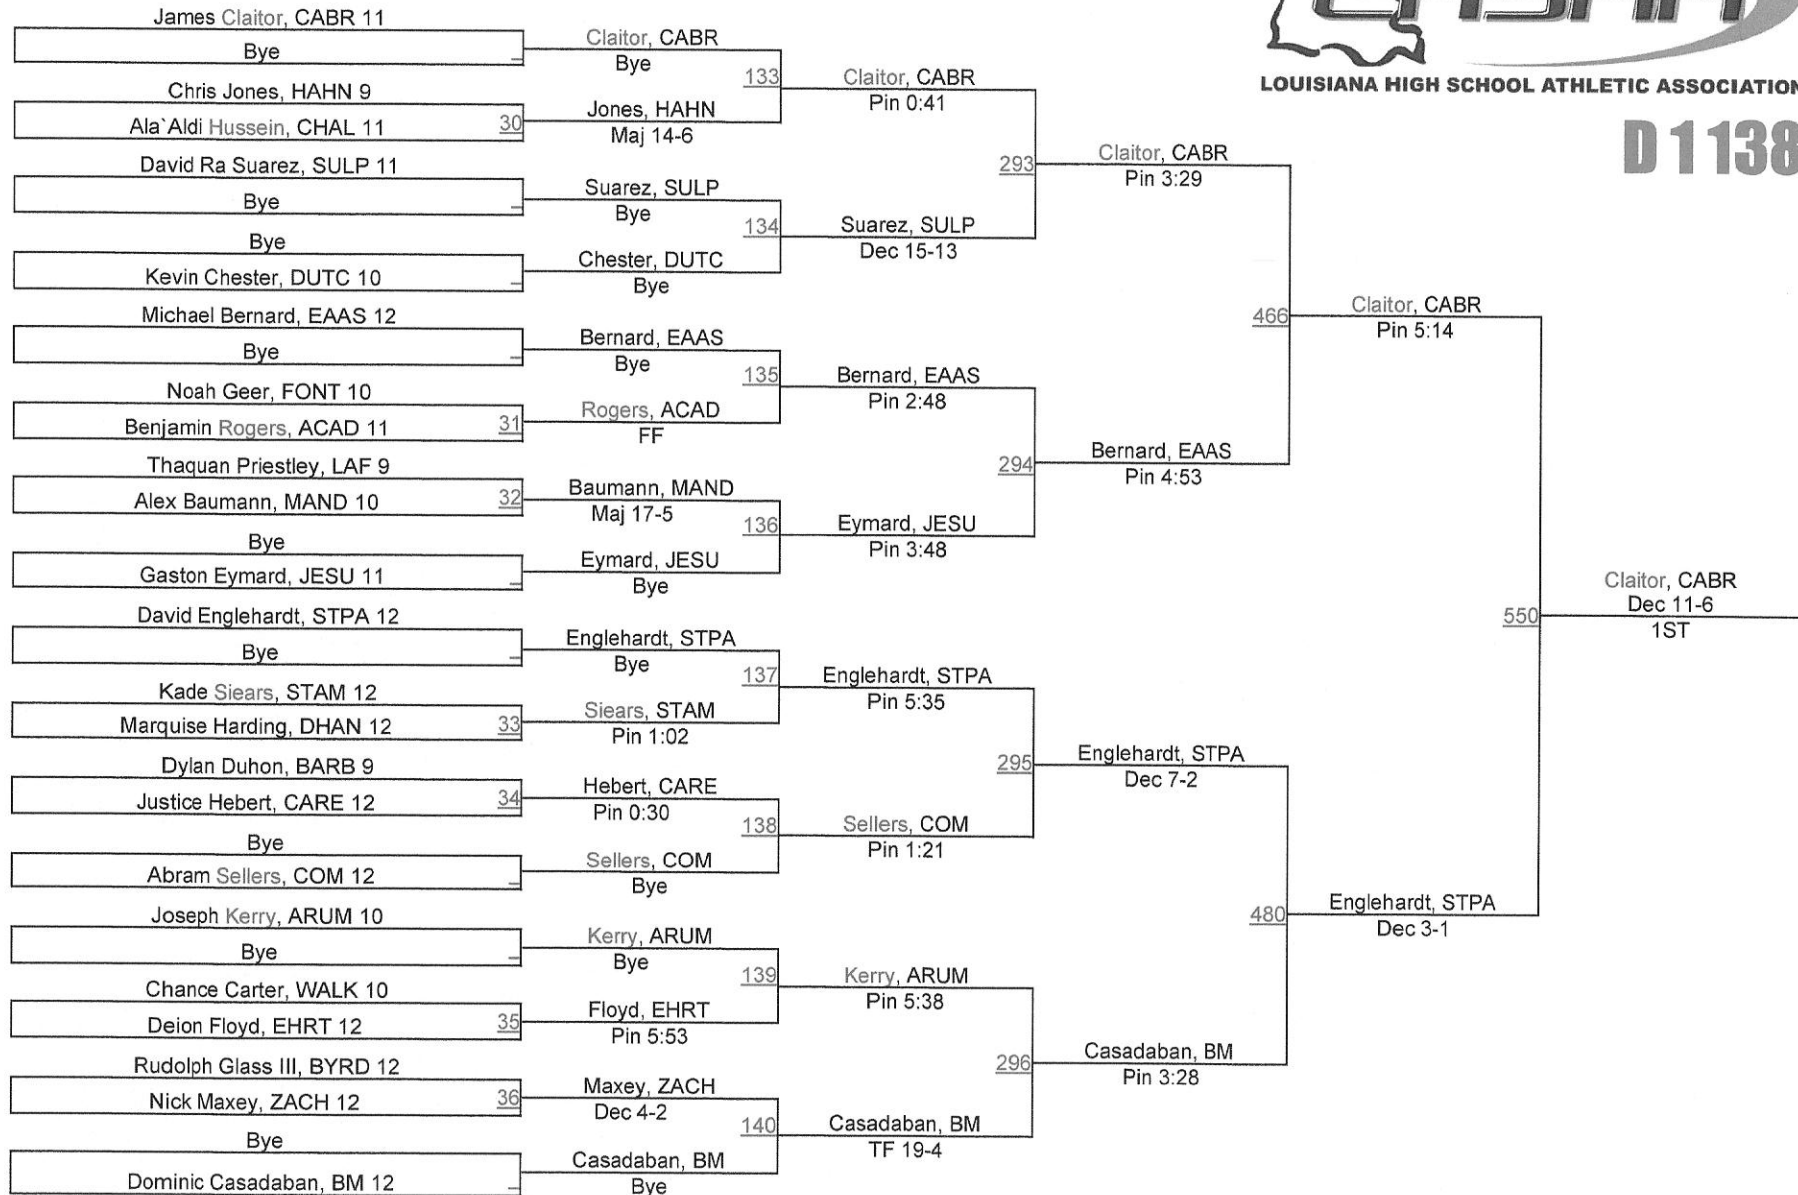 LHSAA
LOUISIANA HIGH SCHOOL ATHLETIC ASSOCIATION
D 1 138
James Claitor, CABR 11
Bye
Chris Jones, HAHN 9
Ala`Aldi Hussein, CHAL 11
30
David Ra Suarez, SULP 11
Bye
Bye
Kevin Chester, DUTC 10
Michael Bernard, EAAS 12
Bye
Noah Geer, FONT 10
Benjamin Rogers, ACAD 11
31
Thaquan Priestley, LAF 9
Alex Baumann, MAND 10
32
Bye
Gaston Eymard, JESU 11
David Englehardt, STPA 12
Bye
Kade Siears, STAM 12
Marquise Harding, DHAN 12
33
Dylan Duhon, BARB 9
Justice Hebert, CARE 12
34
Bye
Abram Sellers, COM 12
Joseph Kerry, ARUM 10
Bye
Chance Carter, WALK 10
Deion Floyd, EHRT 12
35
Rudolph Glass III, BYRD 12
Nick Maxey, ZACH 12
36
Bye
Dominic Casadaban, BM 12
Claitor, CABR
Bye
133
Jones, HAHN
Maj 14-6
Suarez, SULP
Bye
134
Chester, DUTC
Bye
Bernard, EAAS
Bye
135
Rogers, ACAD
FF
Baumann, MAND
Maj 17-5
136
Eymard, JESU
Bye
Englehardt, STPA
Bye
137
Siears, STAM
Pin 1:02
Hebert, CARE
Pin 0:30
138
Sellers, COM
Bye
Kerry, ARUM
Bye
139
Floyd, EHRT
Pin 5:53
Maxey, ZACH
Dec 4-2
140
Casadaban, BM
Bye
Claitor, CABR
Pin 0:41
293
Suarez, SULP
Dec 15-13
Bernard, EAAS
Pin 2:48
294
Eymard, JESU
Pin 3:48
Englehardt, STPA
Pin 5:35
295
Sellers, COM
Pin 1:21
Kerry, ARUM
Pin 5:38
296
Casadaban, BM
TF 19-4
Claitor, CABR
Pin 3:29
466
Bernard, EAAS
Pin 4:53
Englehardt, STPA
Dec 7-2
480
Casadaban, BM
Pin 3:28
Claitor, CABR
Pin 5:14
550
Englehardt, STPA
Dec 3-1
Claitor, CABR
Dec 11-6
1ST